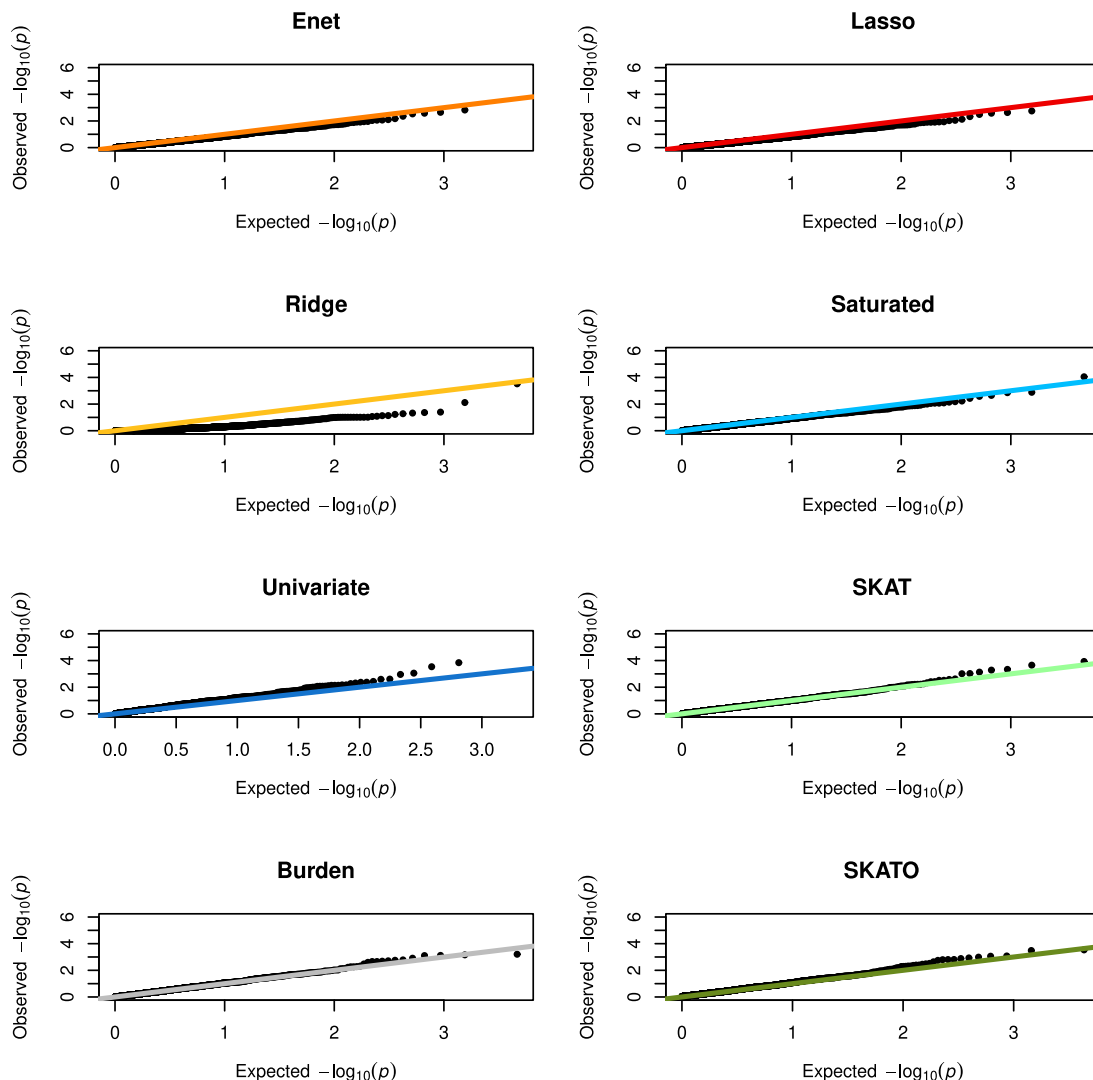 Enet
Observed −log10(p)
0 2 4 6
0 1 2 3
Expected −log10(p)
Lasso
Observed −log10(p)
0 2 4 6
0 1 2 3
Expected −log10(p)
Ridge
Observed −log10(p)
0 2 4 6
0 1 2 3
Expected −log10(p)
Saturated
Observed −log10(p)
0 2 4 6
0 1 2 3
Expected −log10(p)
Univariate
Observed −log10(p)
0 2 4 6
0.0 0.5 1.0 1.5 2.0 2.5 3.0
Expected −log10(p)
SKAT
Observed −log10(p)
0 2 4 6
0 1 2 3
Expected −log10(p)
Burden
Observed −log10(p)
0 2 4 6
0 1 2 3
Expected −log10(p)
SKATO
Observed −log10(p)
0 2 4 6
0 1 2 3
Expected −log10(p)